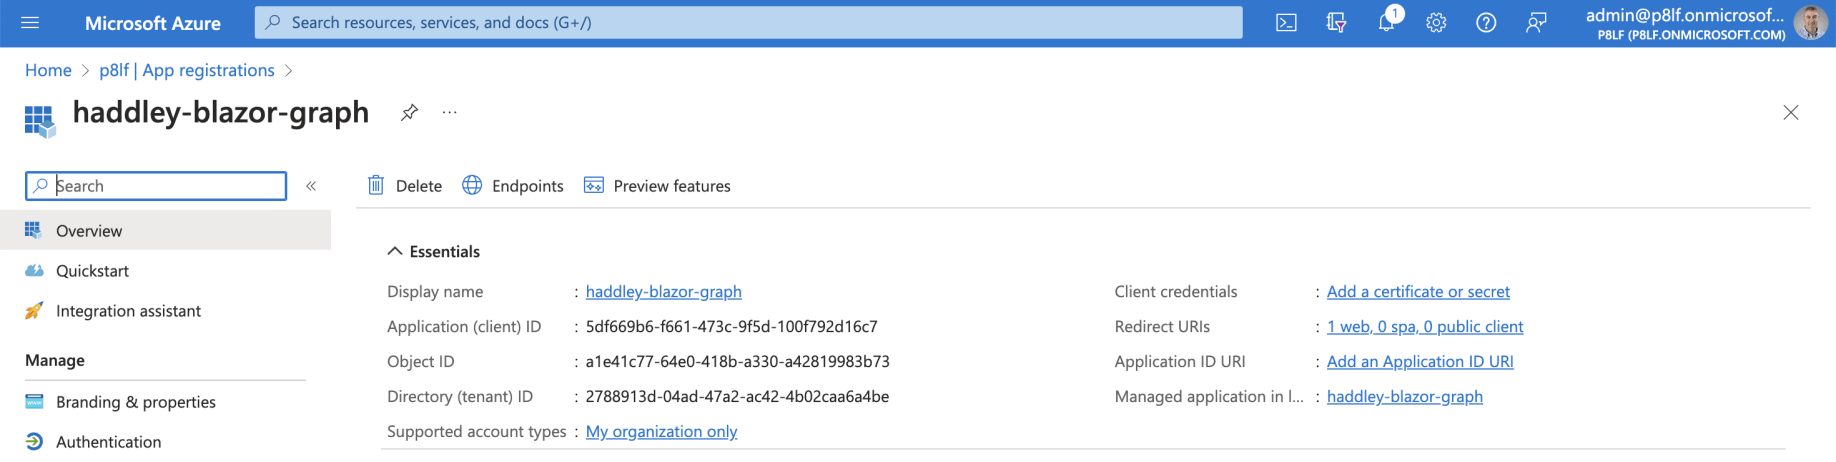 Microsoft Azure
Search resources, services, and docs (G+/)
1
admin@p8lf.onmicrosof...
P8LF (P8LF.ONMICROSOFT.COM)
Home > p8lf | App registrations >
haddley-blazor-graph
...
Search
«
Delete
Endpoints
Preview features
Overview
Quickstart
Integration assistant
Manage
Branding & properties
Authentication
Essentials
Display name : haddley-blazor-graph
Application (client) ID : 5df669b6-f661-473c-9f5d-100f792d16c7
Object ID : a1e41c77-64e0-418b-a330-a42819983b73
Directory (tenant) ID : 2788913d-04ad-47a2-ac42-4b02caa6a4be
Supported account types : My organization only
Client credentials : Add a certificate or secret
Redirect URIs : 1 web, 0 spa, 0 public client
Application ID URI : Add an Application ID URI
Managed application in l... : haddley-blazor-graph